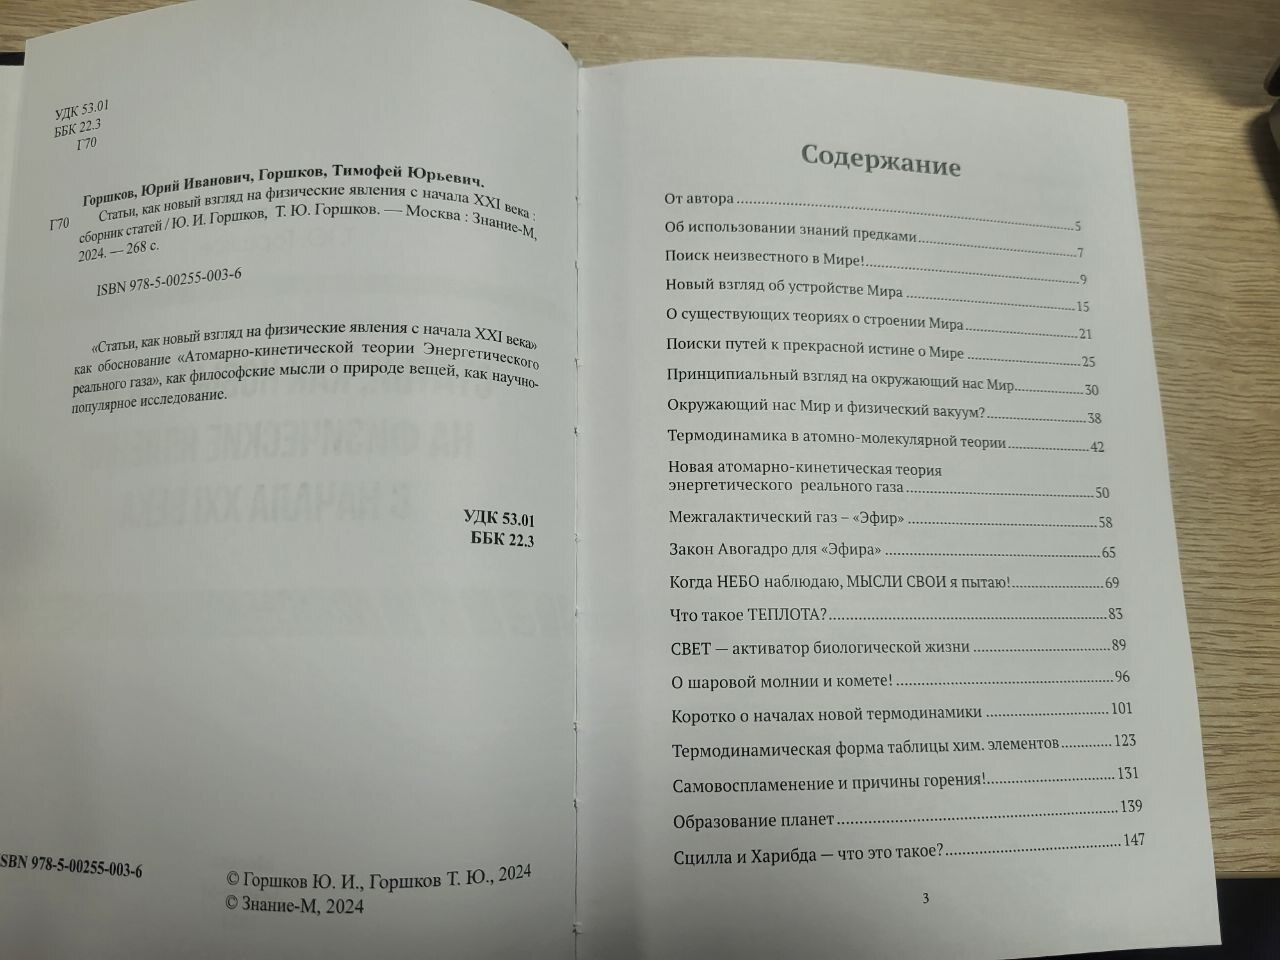 УДК 53.01
ББК 22.3
Г70
Горшков, Юрий Иванович, Горшков, Тимофей Юрьевич.
Г70 Статьи, как новый взгляд на физические явления с начала XXI века :
сборник статей / Ю. И. Горшков, Т. Ю. Горшков. — Москва : Знание-М,
2024. — 268 с.
ISBN 978-5-00255-003-6
«Статьи, как новый взгляд на физические явления с начала XXI века»
как обоснование «Атомарно-кинетической теории Энергетического
реального газа», как философские мысли о природе вещей, как научно-
популярное исследование.
УДК 53.01
ББК 22.3
ISBN 978-5-00255-003-6
© Горшков Ю. И., Горшков Т. Ю., 2024
© Знание-М, 2024
Содержание
От автора ... 5
Об использовании знаний предками ... 7
Поиск неизвестного в Мире! ... 9
Новый взгляд об устройстве Мира ... 15
О существующих теориях о строении Мира ... 21
Поиски путей к прекрасной истине о Мире ... 25
Принципиальный взгляд на окружающий нас Мир ... 30
Окружающий нас Мир и физический вакуум? ... 38
Термодинамика в атомно-молекулярной теории ... 42
Новая атомарно-кинетическая теория
энергетического реального газа ... 50
Межгалактический газ – «Эфир» ... 58
Закон Авогадро для «Эфира» ... 65
Когда НЕБО наблюдаю, МЫСЛИ СВОИ я пытаю! ... 69
Что такое ТЕПЛОТА? ... 83
СВЕТ — активатор биологической жизни ... 89
О шаровой молнии и комете! ... 96
Коротко о началах новой термодинамики ... 101
Термодинамическая форма таблицы хим. элементов ... 123
Самовоспламенение и причины горения! ... 131
Образование планет ... 139
Сцилла и Харибда — что это такое? ... 147
3